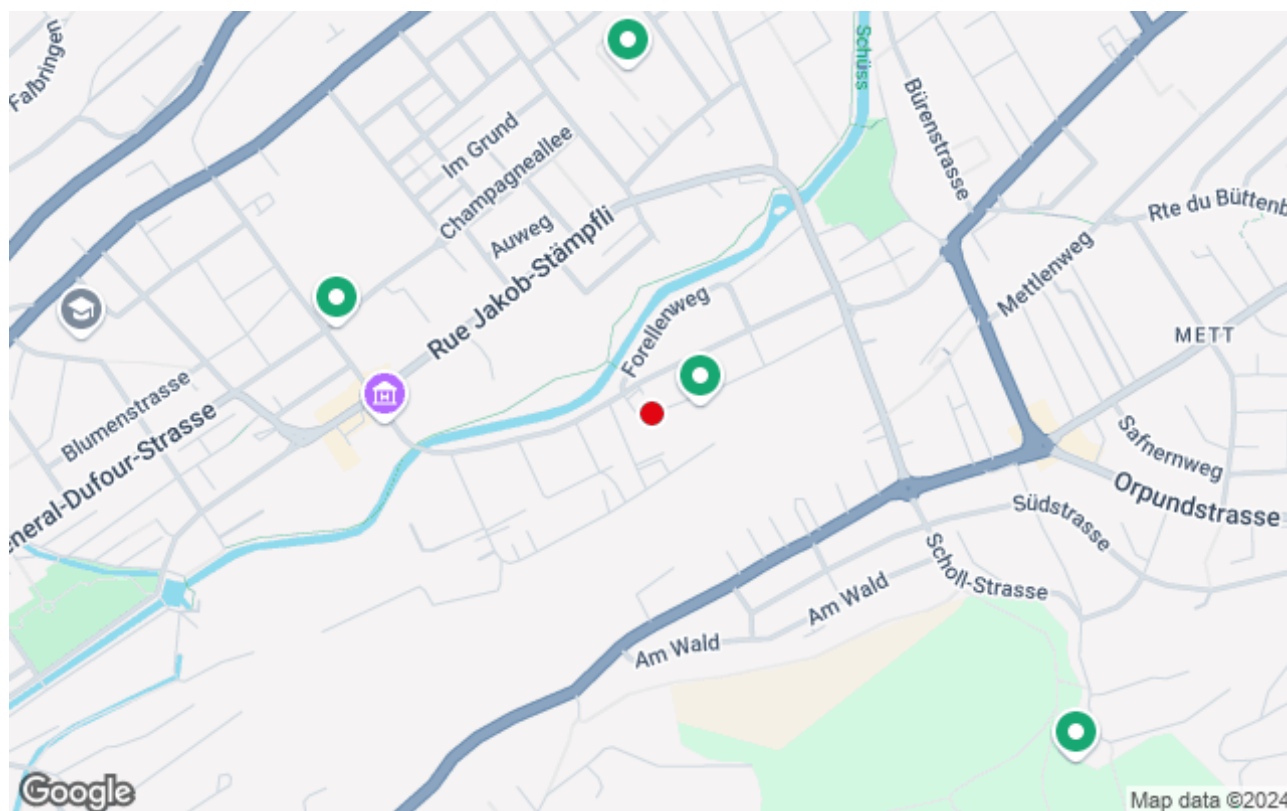 Falbringen
Schüss
Bürenstrasse
Im Grund
Champagneallee
Auweg
Rue Jakob-Stämpfli
Rte du Büttenb
Mettlenweg
METT
Forellenweg
Blumenstrasse
General-Dufour-Strasse
Safnernweg
Orpundstrasse
Südstrasse
Scholl-Strasse
Am Wald
Am Wald
Google
Map data ©2024